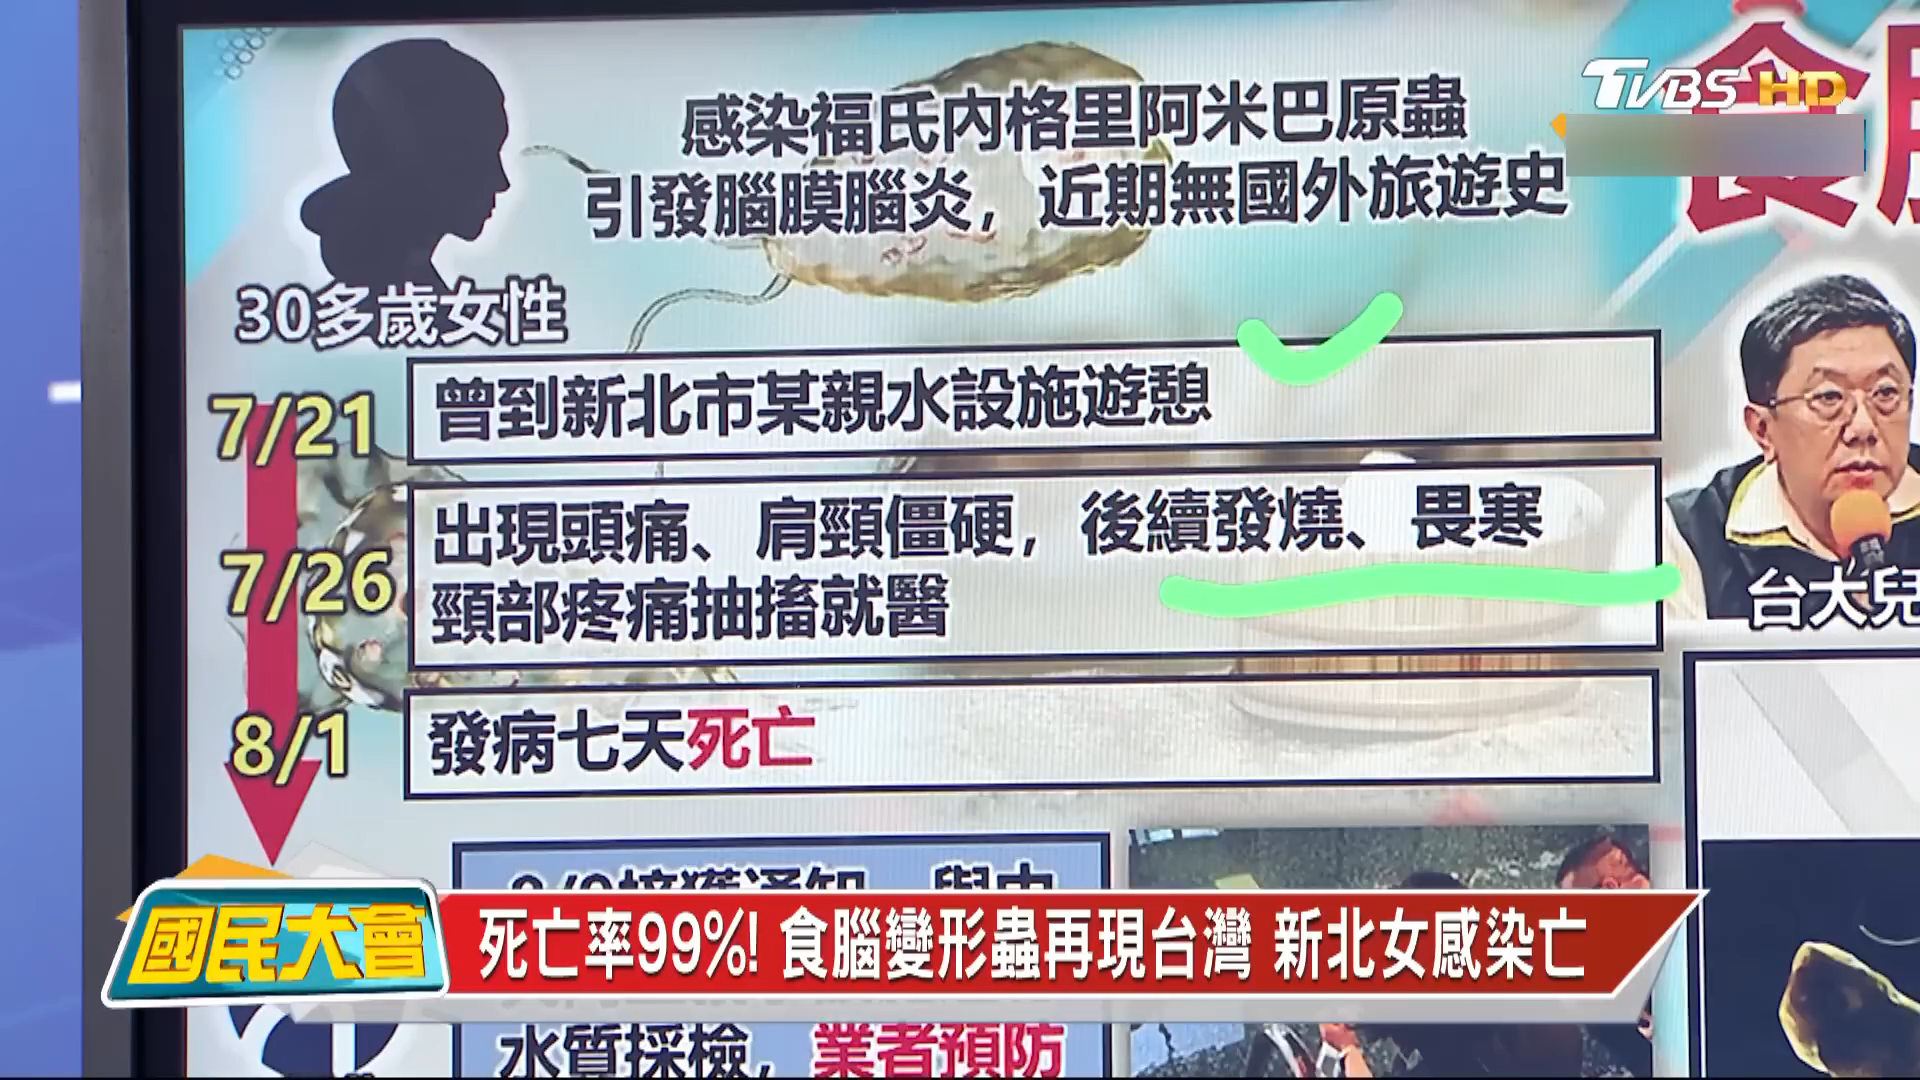 TVBS HD
感染福氏內格里阿米巴原蟲
引發腦膜腦炎,近期無國外旅遊史
30多歲女性
7/21
曾到新北市某親水設施遊憩
7/26
出現頭痛、肩頸僵硬,後續發燒、畏寒
頸部疼痛抽搐就醫
8/1
發病七天死亡
台大兒
國民大會
死亡率99%!食腦變形蟲再現台灣 新北女感染亡
水質採檢,業者預防